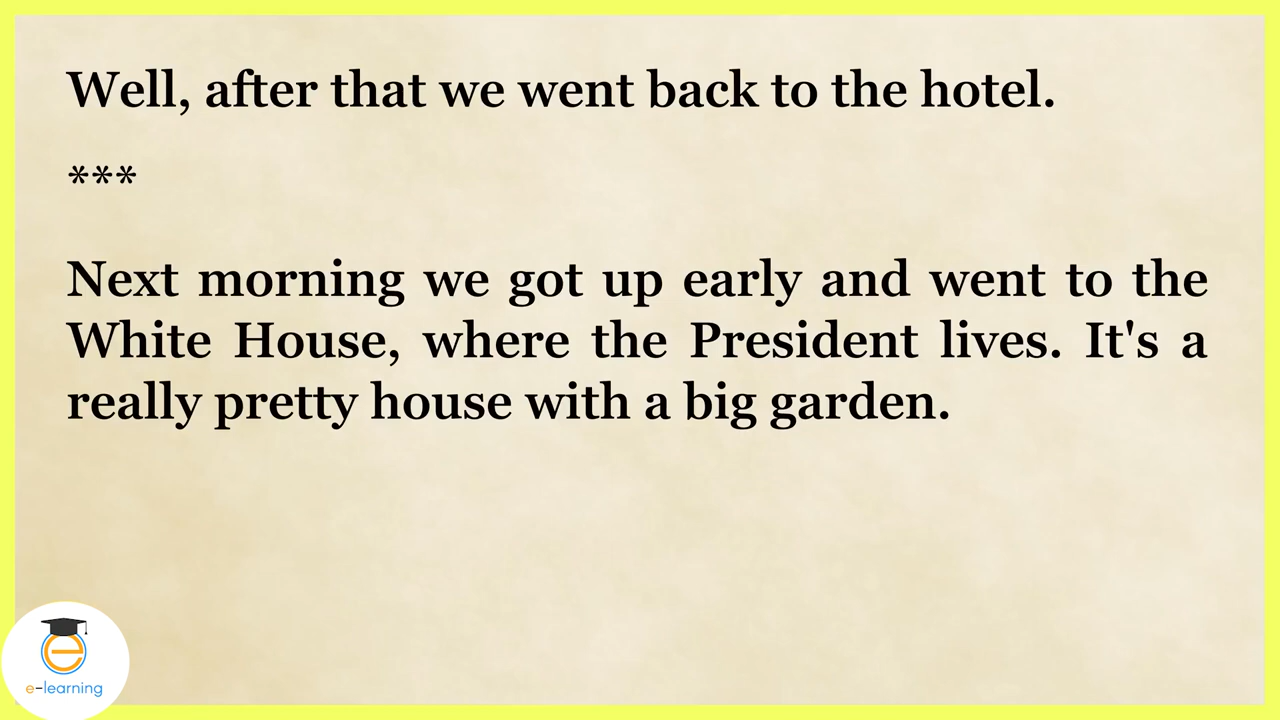 Well, after that we went back to the hotel.
***
Next morning we got up early and went to the
White House, where the President lives. It's a
really pretty house with a big garden.
e
e-learning